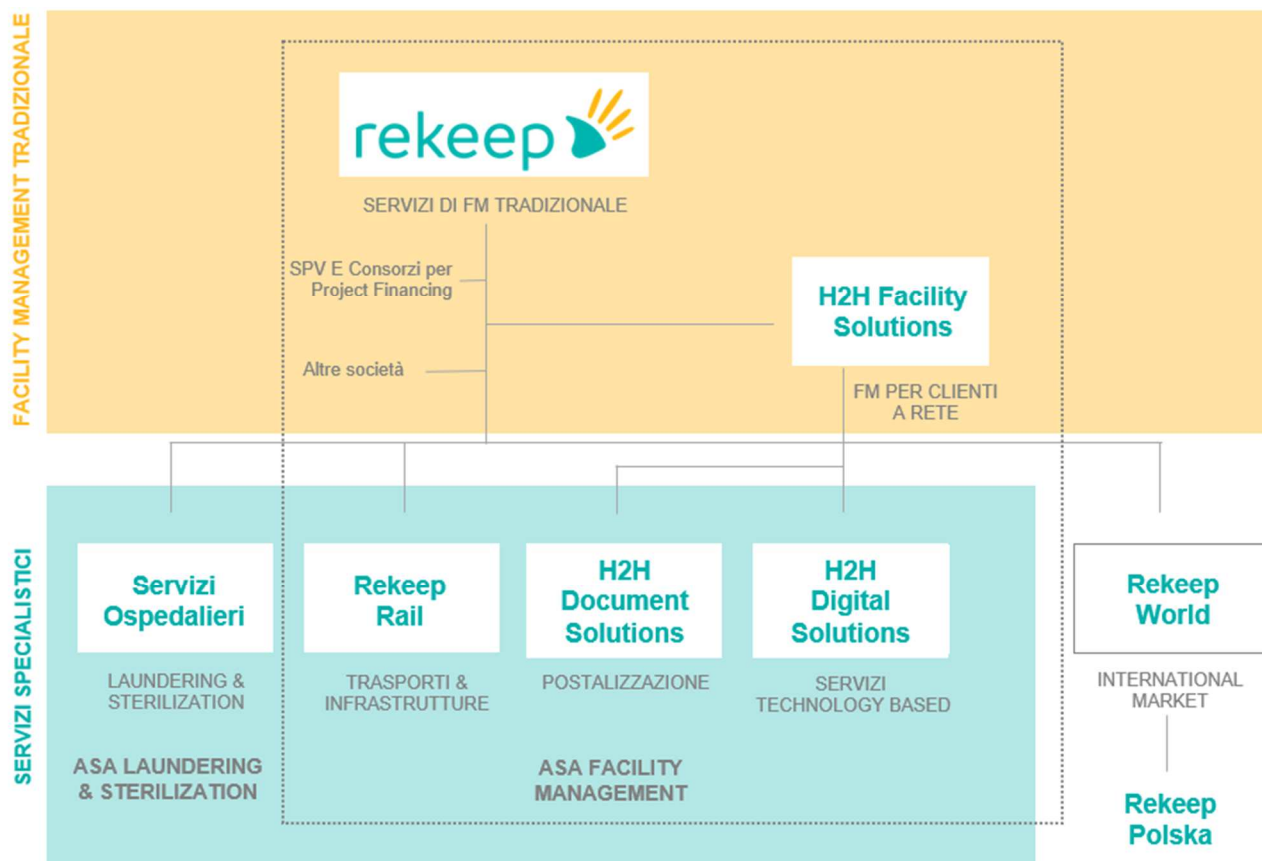 FACILITY MANAGEMENT TRADIZIONALE
rekeep
SERVIZI DI FM TRADIZIONALE
SPV E Consorzi per
Project Financing
H2H Facility
Solutions
Altre società
FM PER CLIENTI
A RETE
SERVIZI SPECIALISTICI
Servizi
Ospedalieri
LAUNDERING &
STERILIZATION
ASA LAUNDERING
& STERILIZATION
Rekeep
Rail
TRASPORTI &
INFRASTRUTTURE
H2H
Document
Solutions
POSTALIZZAZIONE
H2H
Digital
Solutions
SERVIZI
TECHNOLOGY BASED
ASA FACILITY
MANAGEMENT
Rekeep
World
INTERNATIONAL
MARKET
Rekeep
Polska